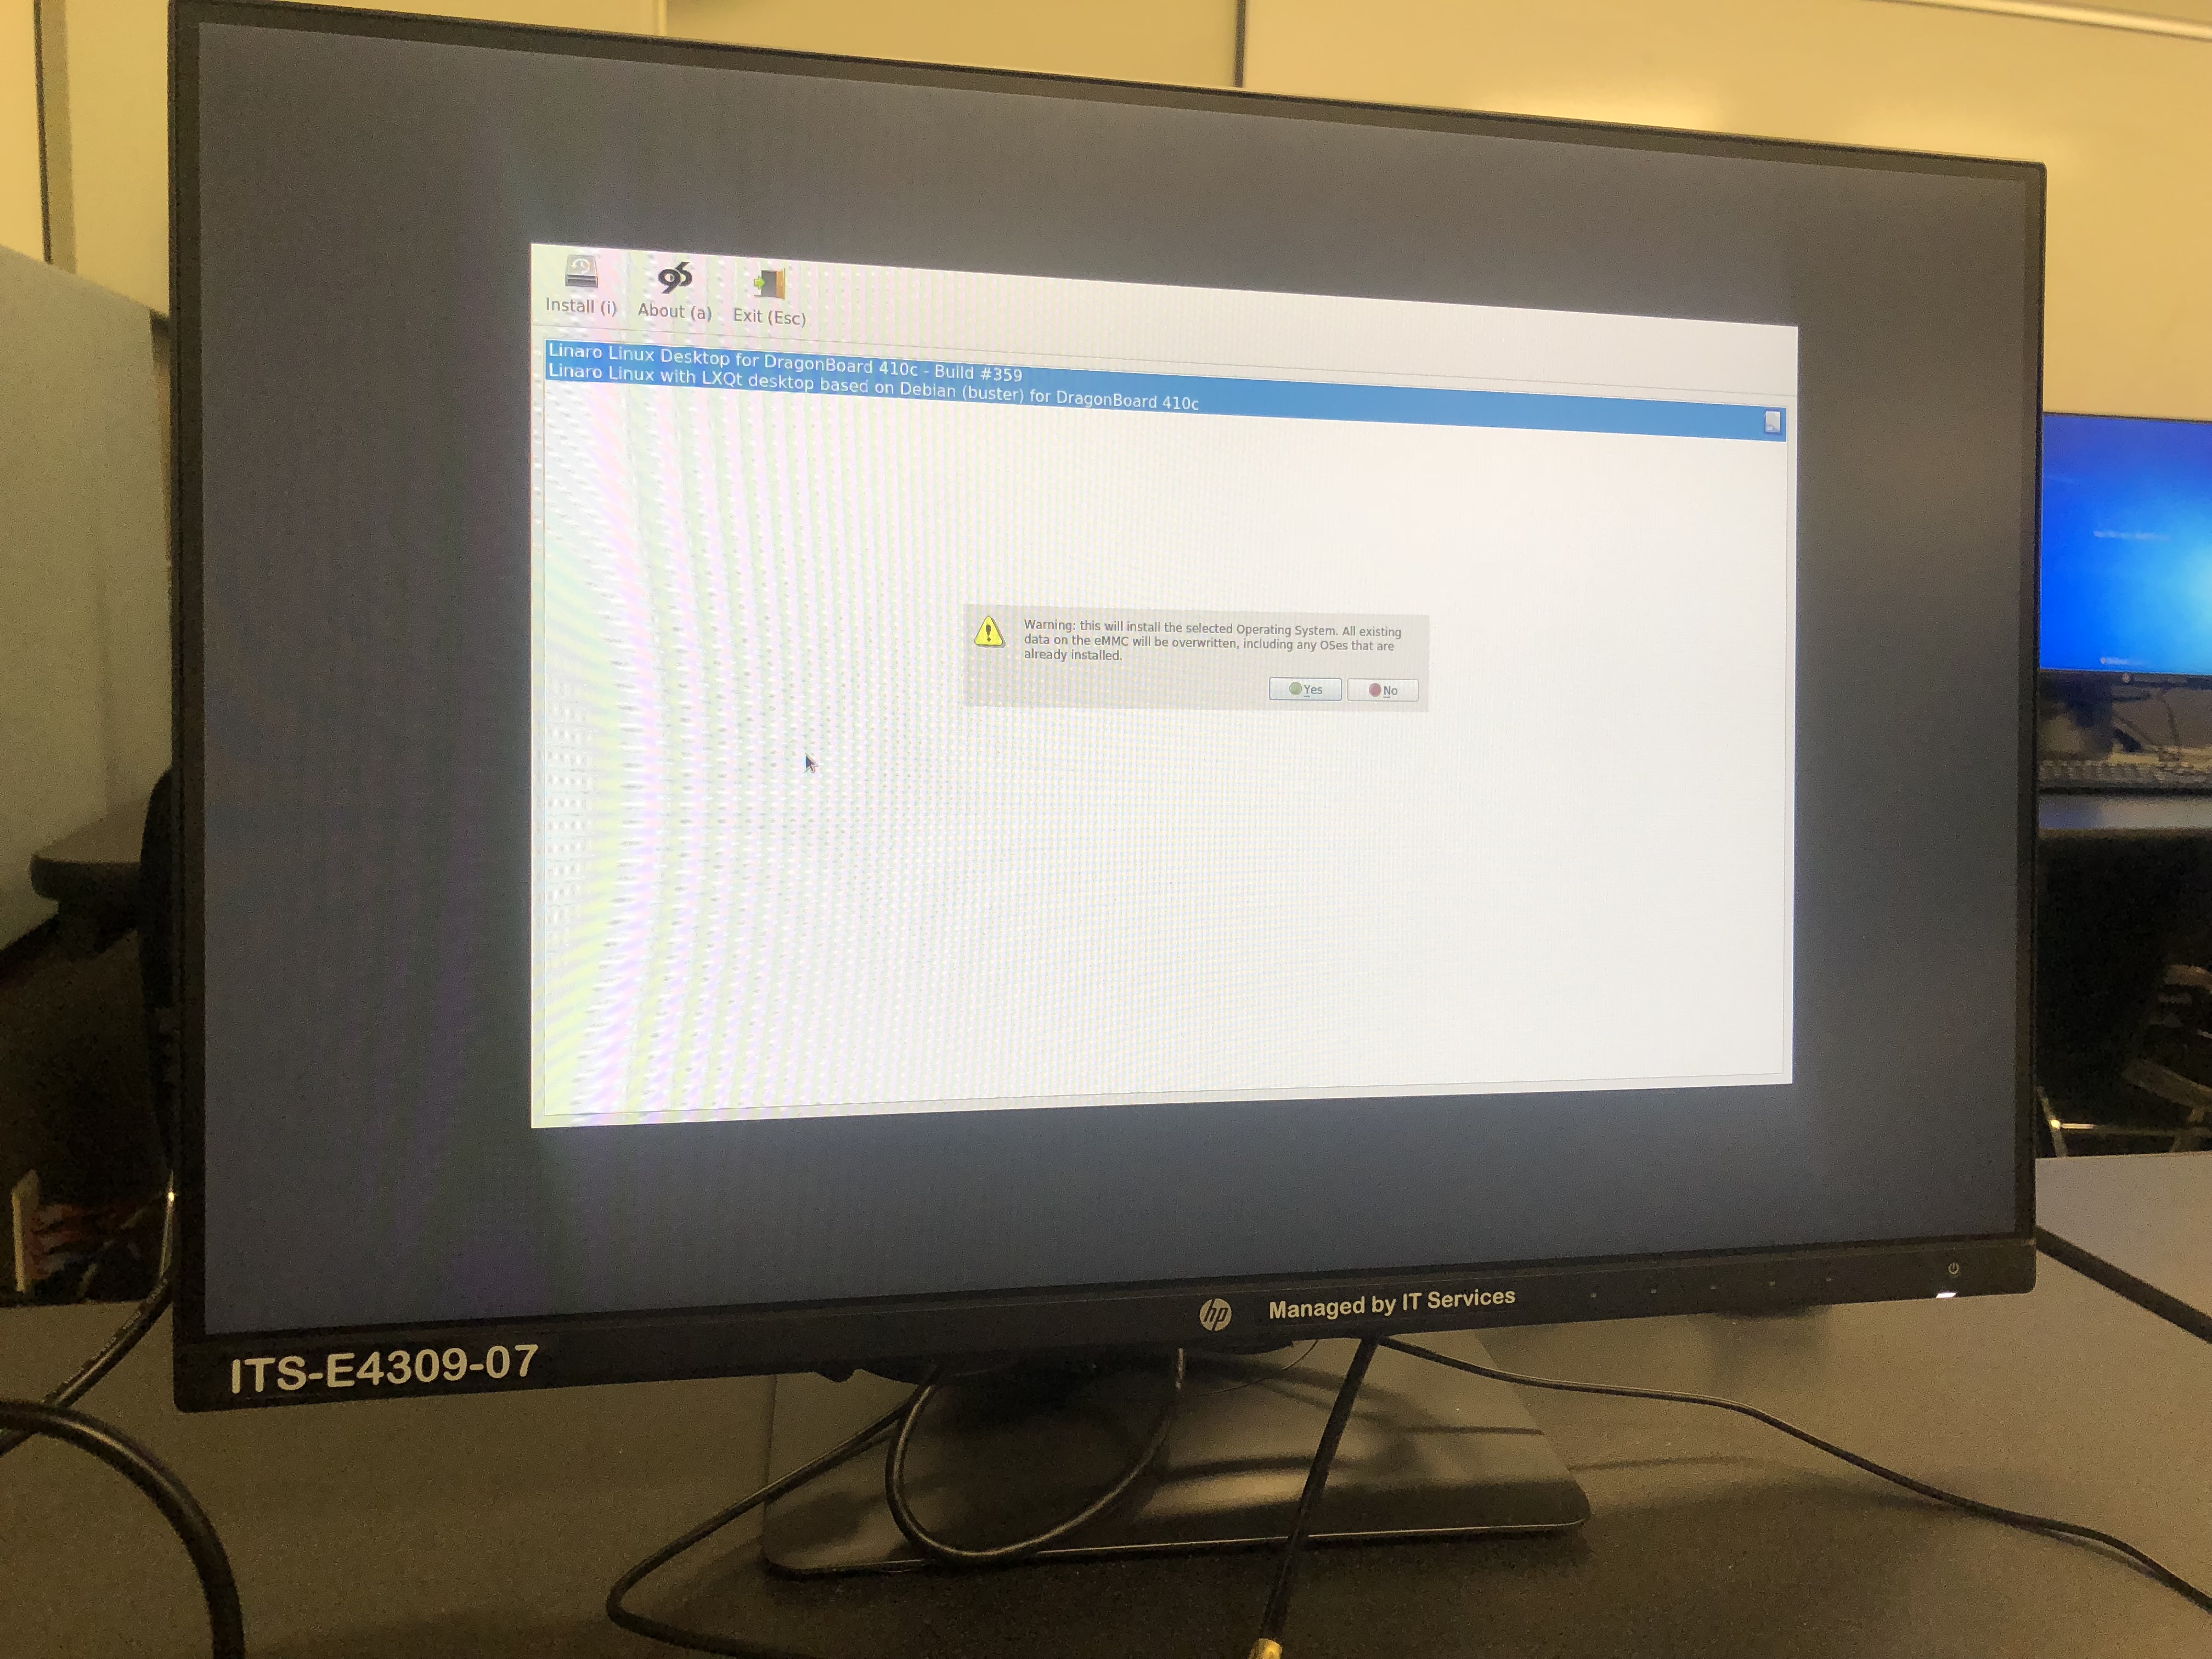 Install (i)
About (a)
Exit (Esc)
Linaro Linux Desktop for DragonBoard 410c - Build #359
Linaro Linux with LXQt desktop based on Debian (buster) for DragonBoard 410c
Warning: this will install the selected Operating System. All existing
data on the eMMC will be overwritten, including any OSes that are
already installed.
Yes
No
hp
Managed by IT Services
ITS-E4309-07